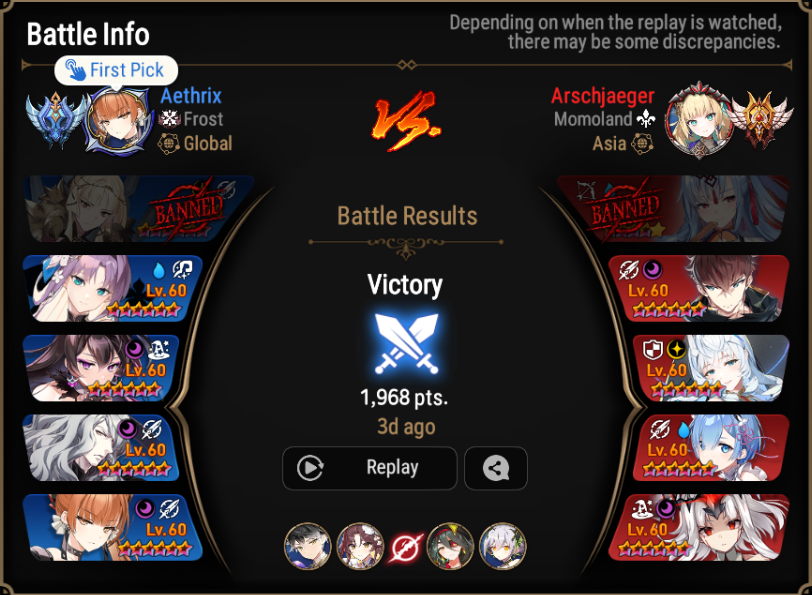 Battle Info
Depending on when the replay is watched,
there may be some discrepancies.
First Pick
Aethrix
Frost
Global
VS.
Arschjaeger
Momoland
Asia
BANNED
BANNED
Battle Results
Victory
1,968 pts.
3d ago
Replay
Lv.60
Lv.60
Lv.60
Lv.60
Lv.60
Lv.60
Lv.60
Lv.60